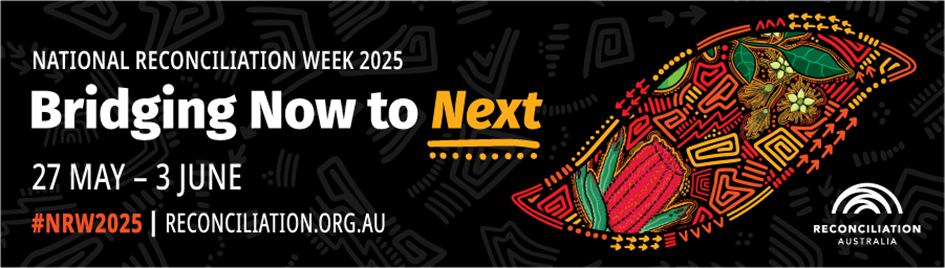 NATIONAL RECONCILIATION WEEK 2025
Bridging Now to Next
27 MAY – 3 JUNE
#NRW2025 | RECONCILIATION.ORG.AU
RECONCILIATION
AUSTRALIA